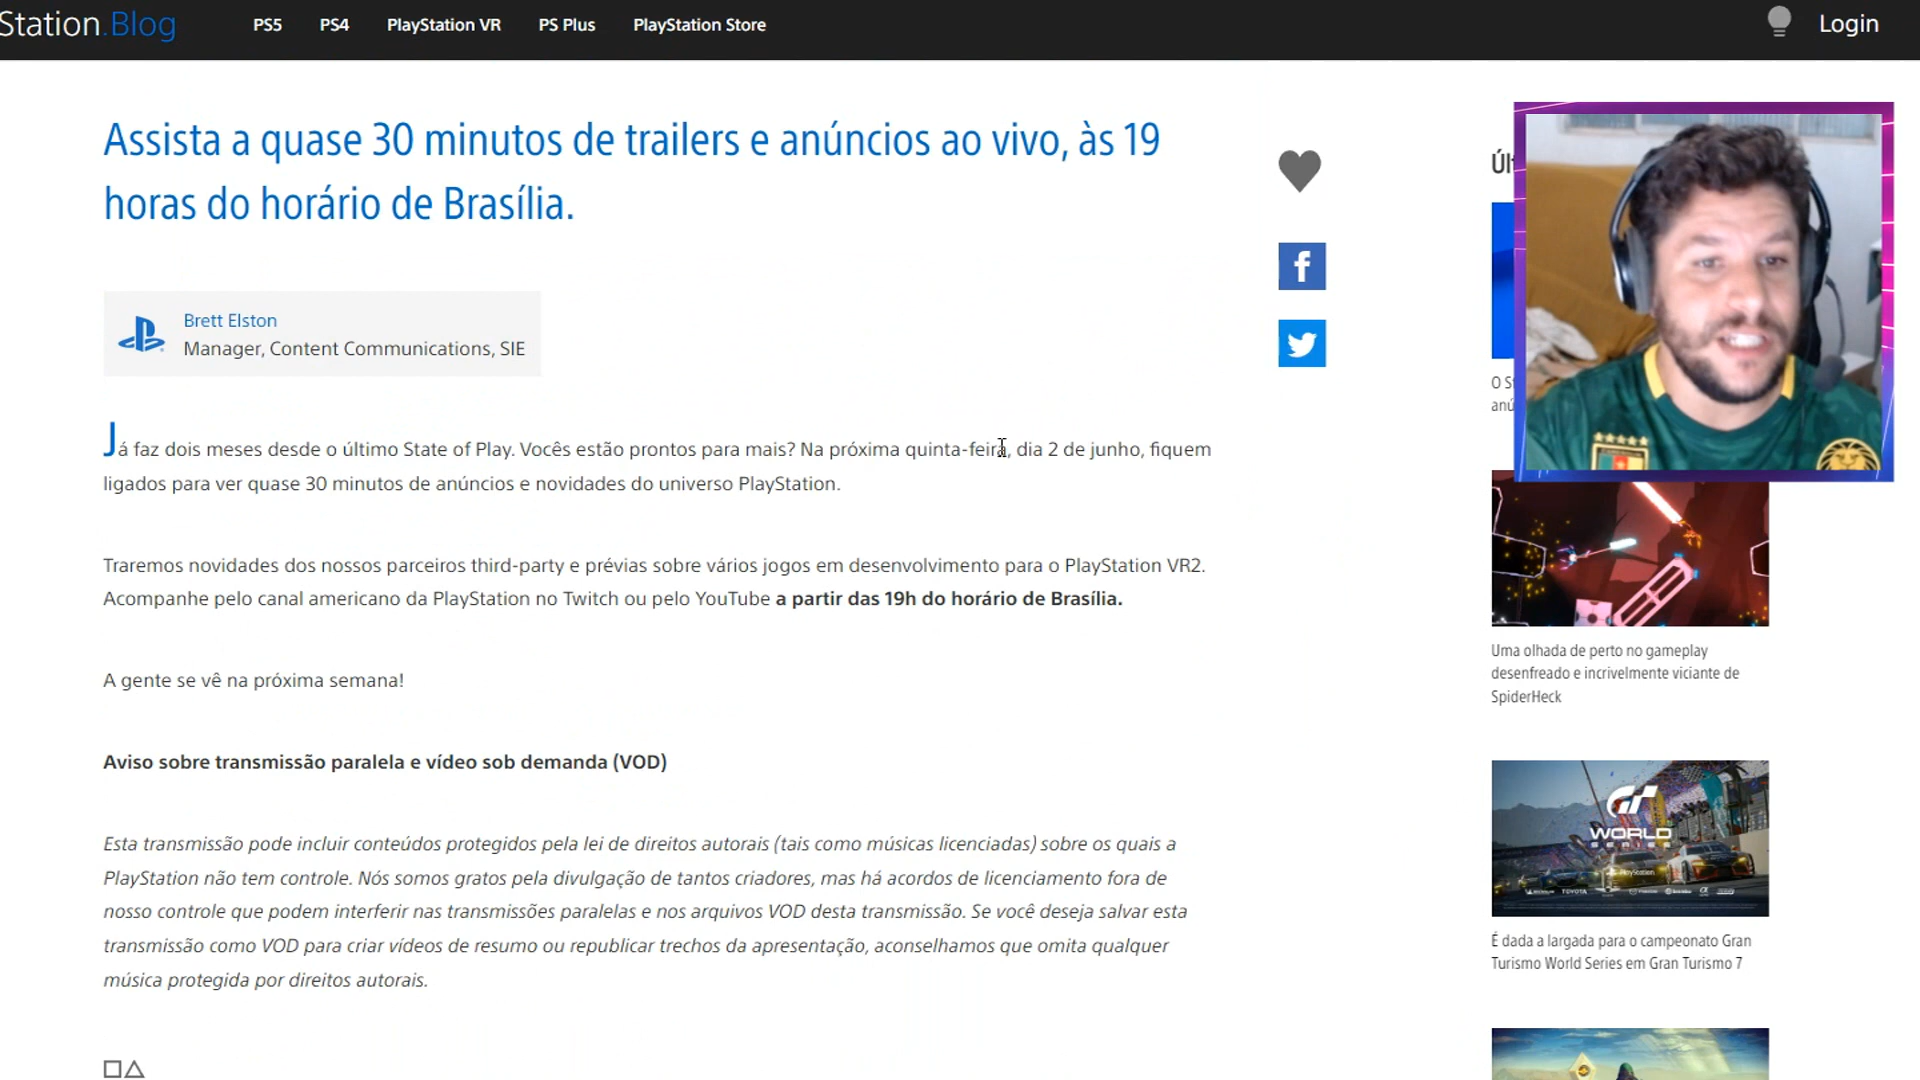 Station.Blog
PS5 PS4 PlayStation VR PS Plus PlayStation Store
Login
Assista a quase 30 minutos de trailers e anúncios ao vivo, às 19
horas do horário de Brasília.
Brett Elston
Manager, Content Communications, SIE
Já faz dois meses desde o último State of Play. Vocês estão prontos para mais? Na próxima quinta-feira, dia 2 de junho, fiquem
ligados para ver quase 30 minutos de anúncios e novidades do universo PlayStation.
Traremos novidades dos nossos parceiros third-party e prévias sobre vários jogos em desenvolvimento para o PlayStation VR2.
Acompanhe pelo canal americano da PlayStation no Twitch ou pelo YouTube a partir das 19h do horário de Brasília.
A gente se vê na próxima semana!
Aviso sobre transmissão paralela e vídeo sob demanda (VOD)
Esta transmissão pode incluir conteúdos protegidos pela lei de direitos autorais (tais como músicas licenciadas) sobre os quais a
PlayStation não tem controle. Nós somos gratos pela divulgação de tantos criadores, mas há acordos de licenciamento fora de
nosso controle que podem interferir nas transmissões paralelas e nos arquivos VOD desta transmissão. Se você deseja salvar esta
transmissão como VOD para criar vídeos de resumo ou republicar trechos da apresentação, aconselhamos que omita qualquer
música protegida por direitos autorais.
Uma olhada de perto no gameplay
desenfreado e incrivelmente viciante de
SpiderHeck
GT
WORLD
SERIES
É dada a largada para o campeonato Gran
Turismo World Series em Gran Turismo 7